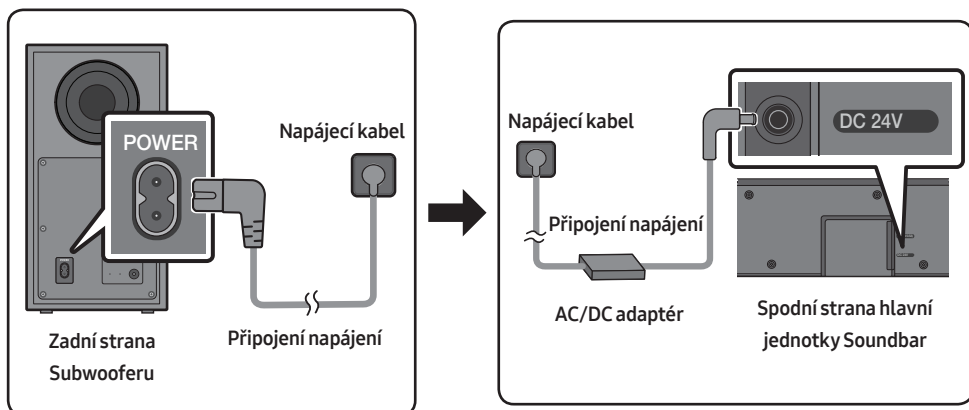 POWER
Napájecí kabel
Připojení napájení
Zadní strana
Subwooferu
Napájecí kabel
DC 24V
Připojení napájení
AC/DC adaptér
Spodní strana hlavní
jednotky Soundbar